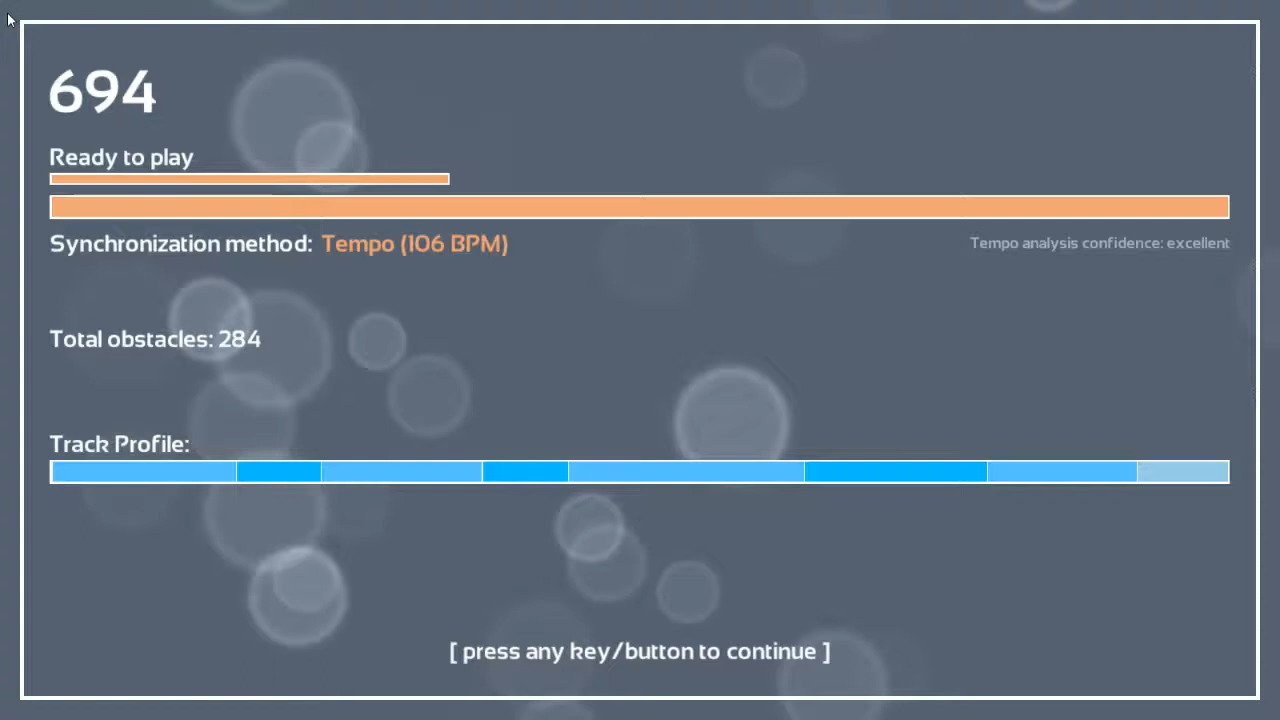 694
Ready to play
Synchronization method: Tempo (106 BPM)
Tempo analysis confidence: excellent
Total obstacles: 284
Track Profile:
[ press any key/button to continue ]